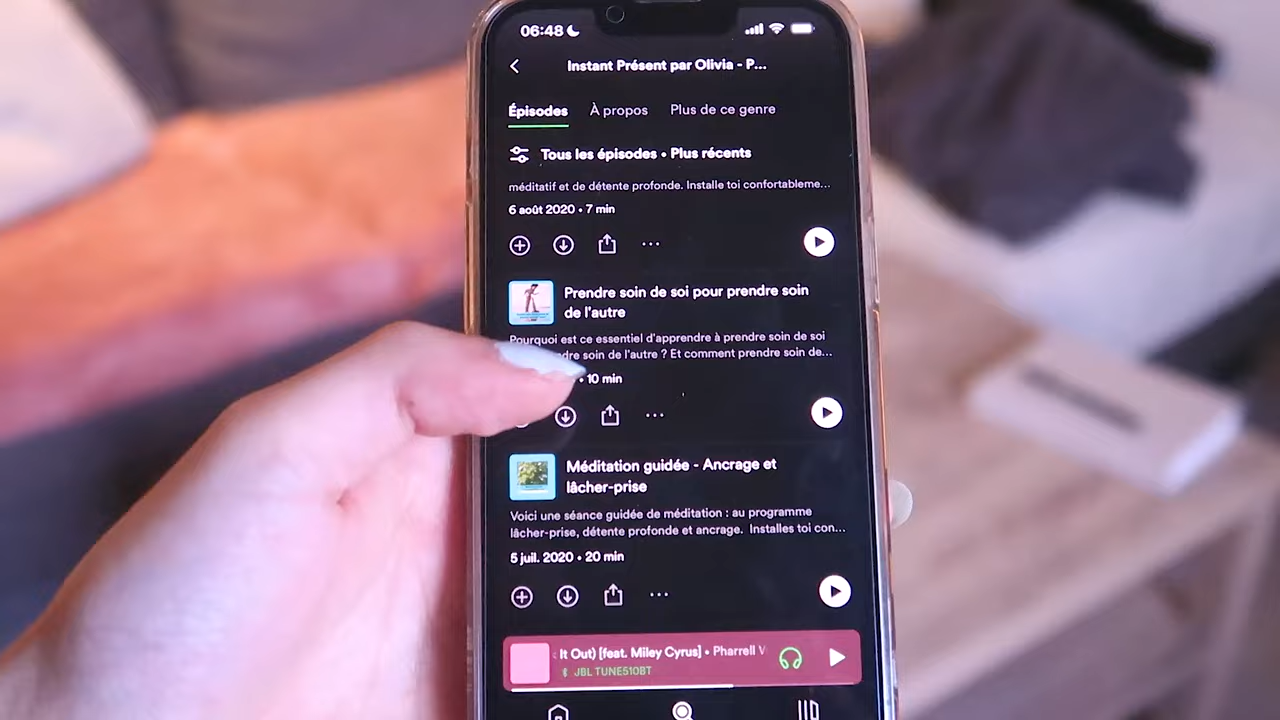 06:48
Instant Présent par Olivia - P...
Épisodes À propos Plus de ce genre
Tous les épisodes • Plus récents
méditatif et de détente profonde. Installe toi confortableme...
6 août 2020 • 7 min
Prendre soin de soi pour prendre soin
de l'autre
Pourquoi est ce essentiel d'apprendre à prendre soin de soi
soin de l'autre ? Et comment prendre soin de...
• 10 min
Méditation guidée - Ancrage et
lâcher-prise
Voici une séance guidée de méditation : au programme
lâcher-prise, détente profonde et ancrage. Installes toi con...
5 juil. 2020 • 20 min
It Out) [feat. Miley Cyrus] • Pharrell
JBL TUNE510BT